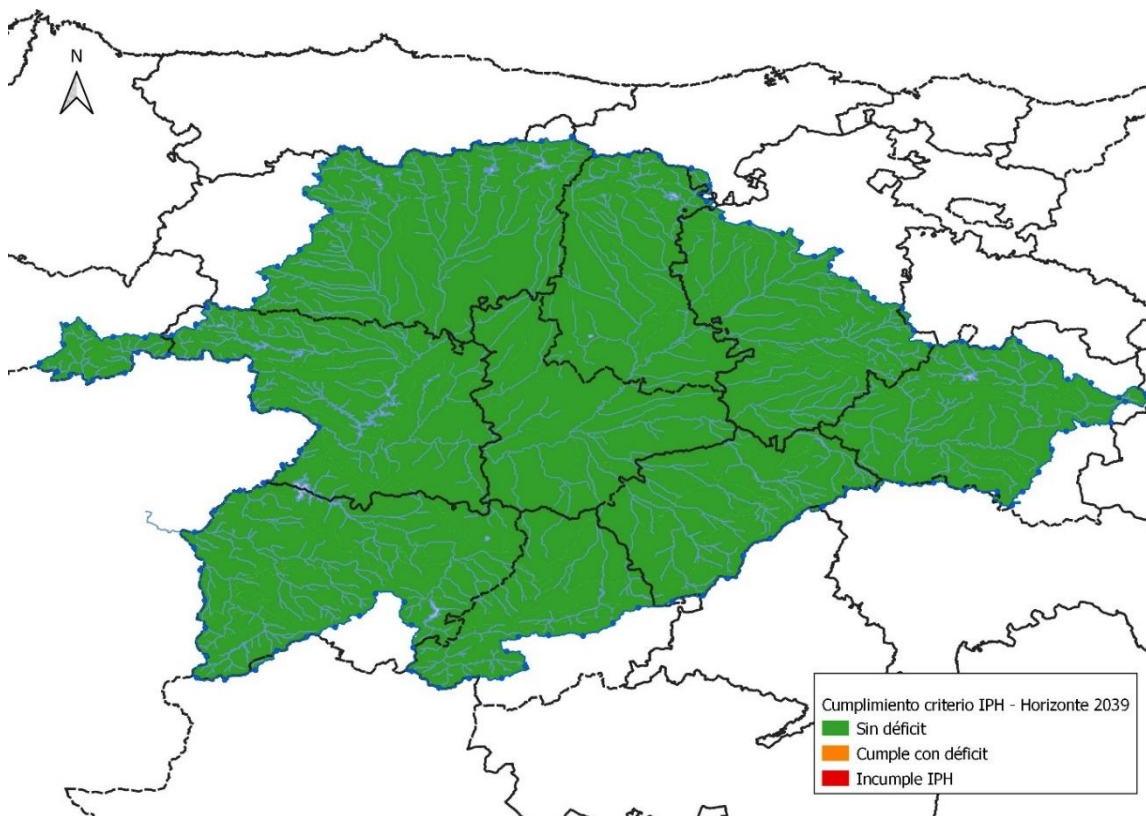 N
Cumplimiento criterio IPH - Horizonte 2039
Sin déficit
Cumple con déficit
Incumple IPH